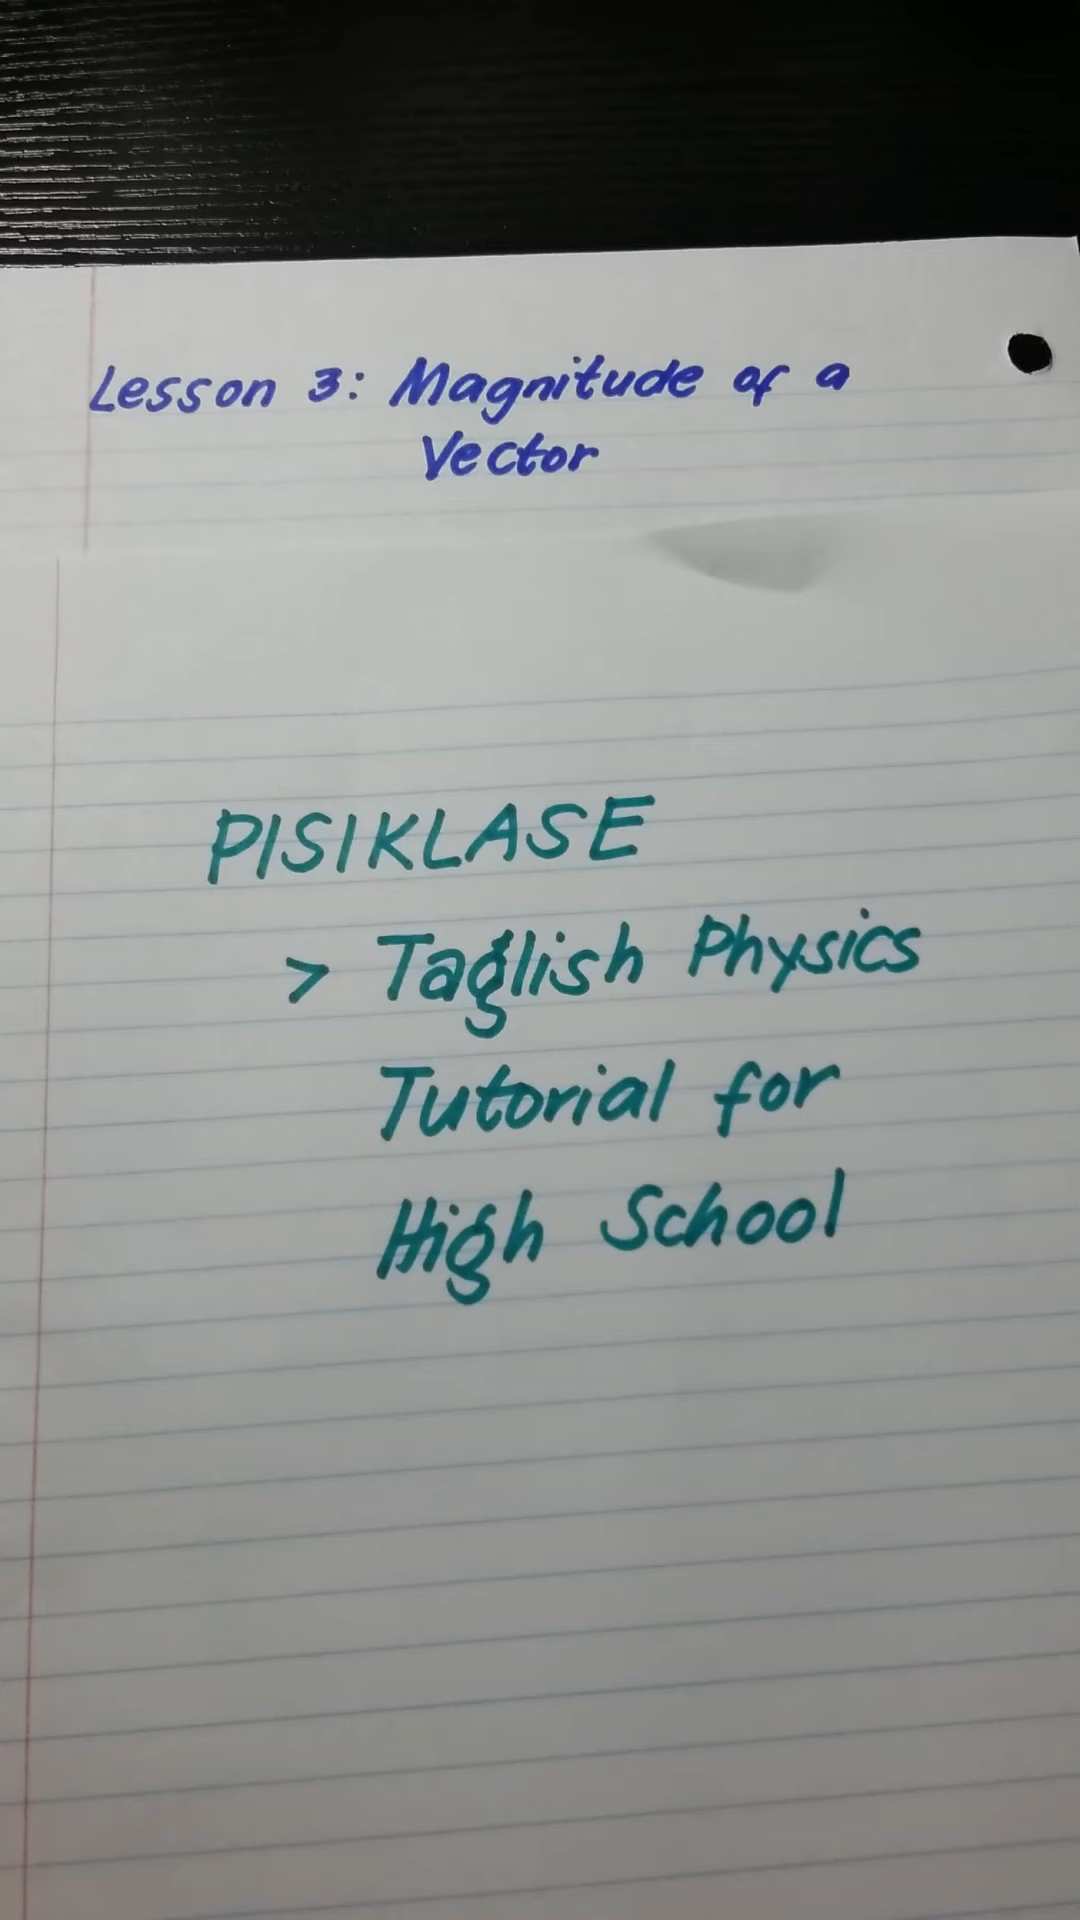 Lesson 3: Magnitude of a
Vector
PISIKLASE
> Taglish Physics
Tutorial for
High School